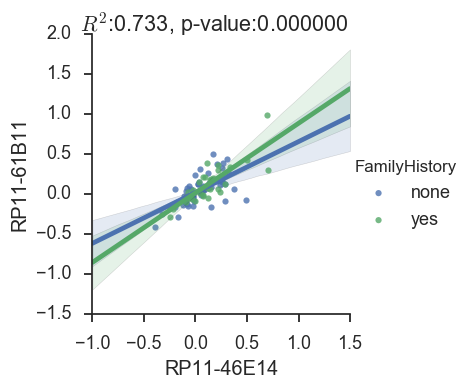 R²:0.733, p-value:0.000000
2.0
1.5
1.0
0.5
0.0
−0.5
−1.0
−1.5
RP11-61B11
−1.0 −0.5 0.0 0.5 1.0 1.5
RP11-46E14
FamilyHistory
none
yes